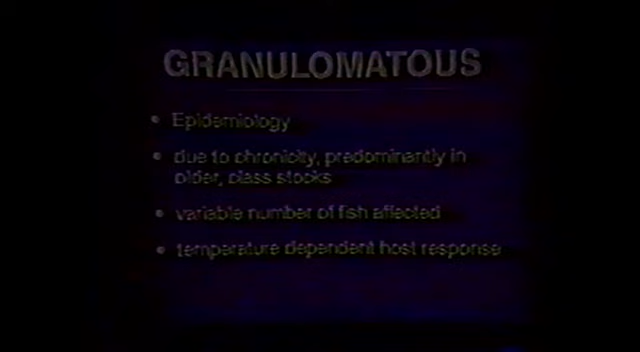 GRANULOMATOUS
• Epidemiology
• due to chronicity, predominantly in
older, class stocks
• variable number of fish affected
• temperature dependent host response